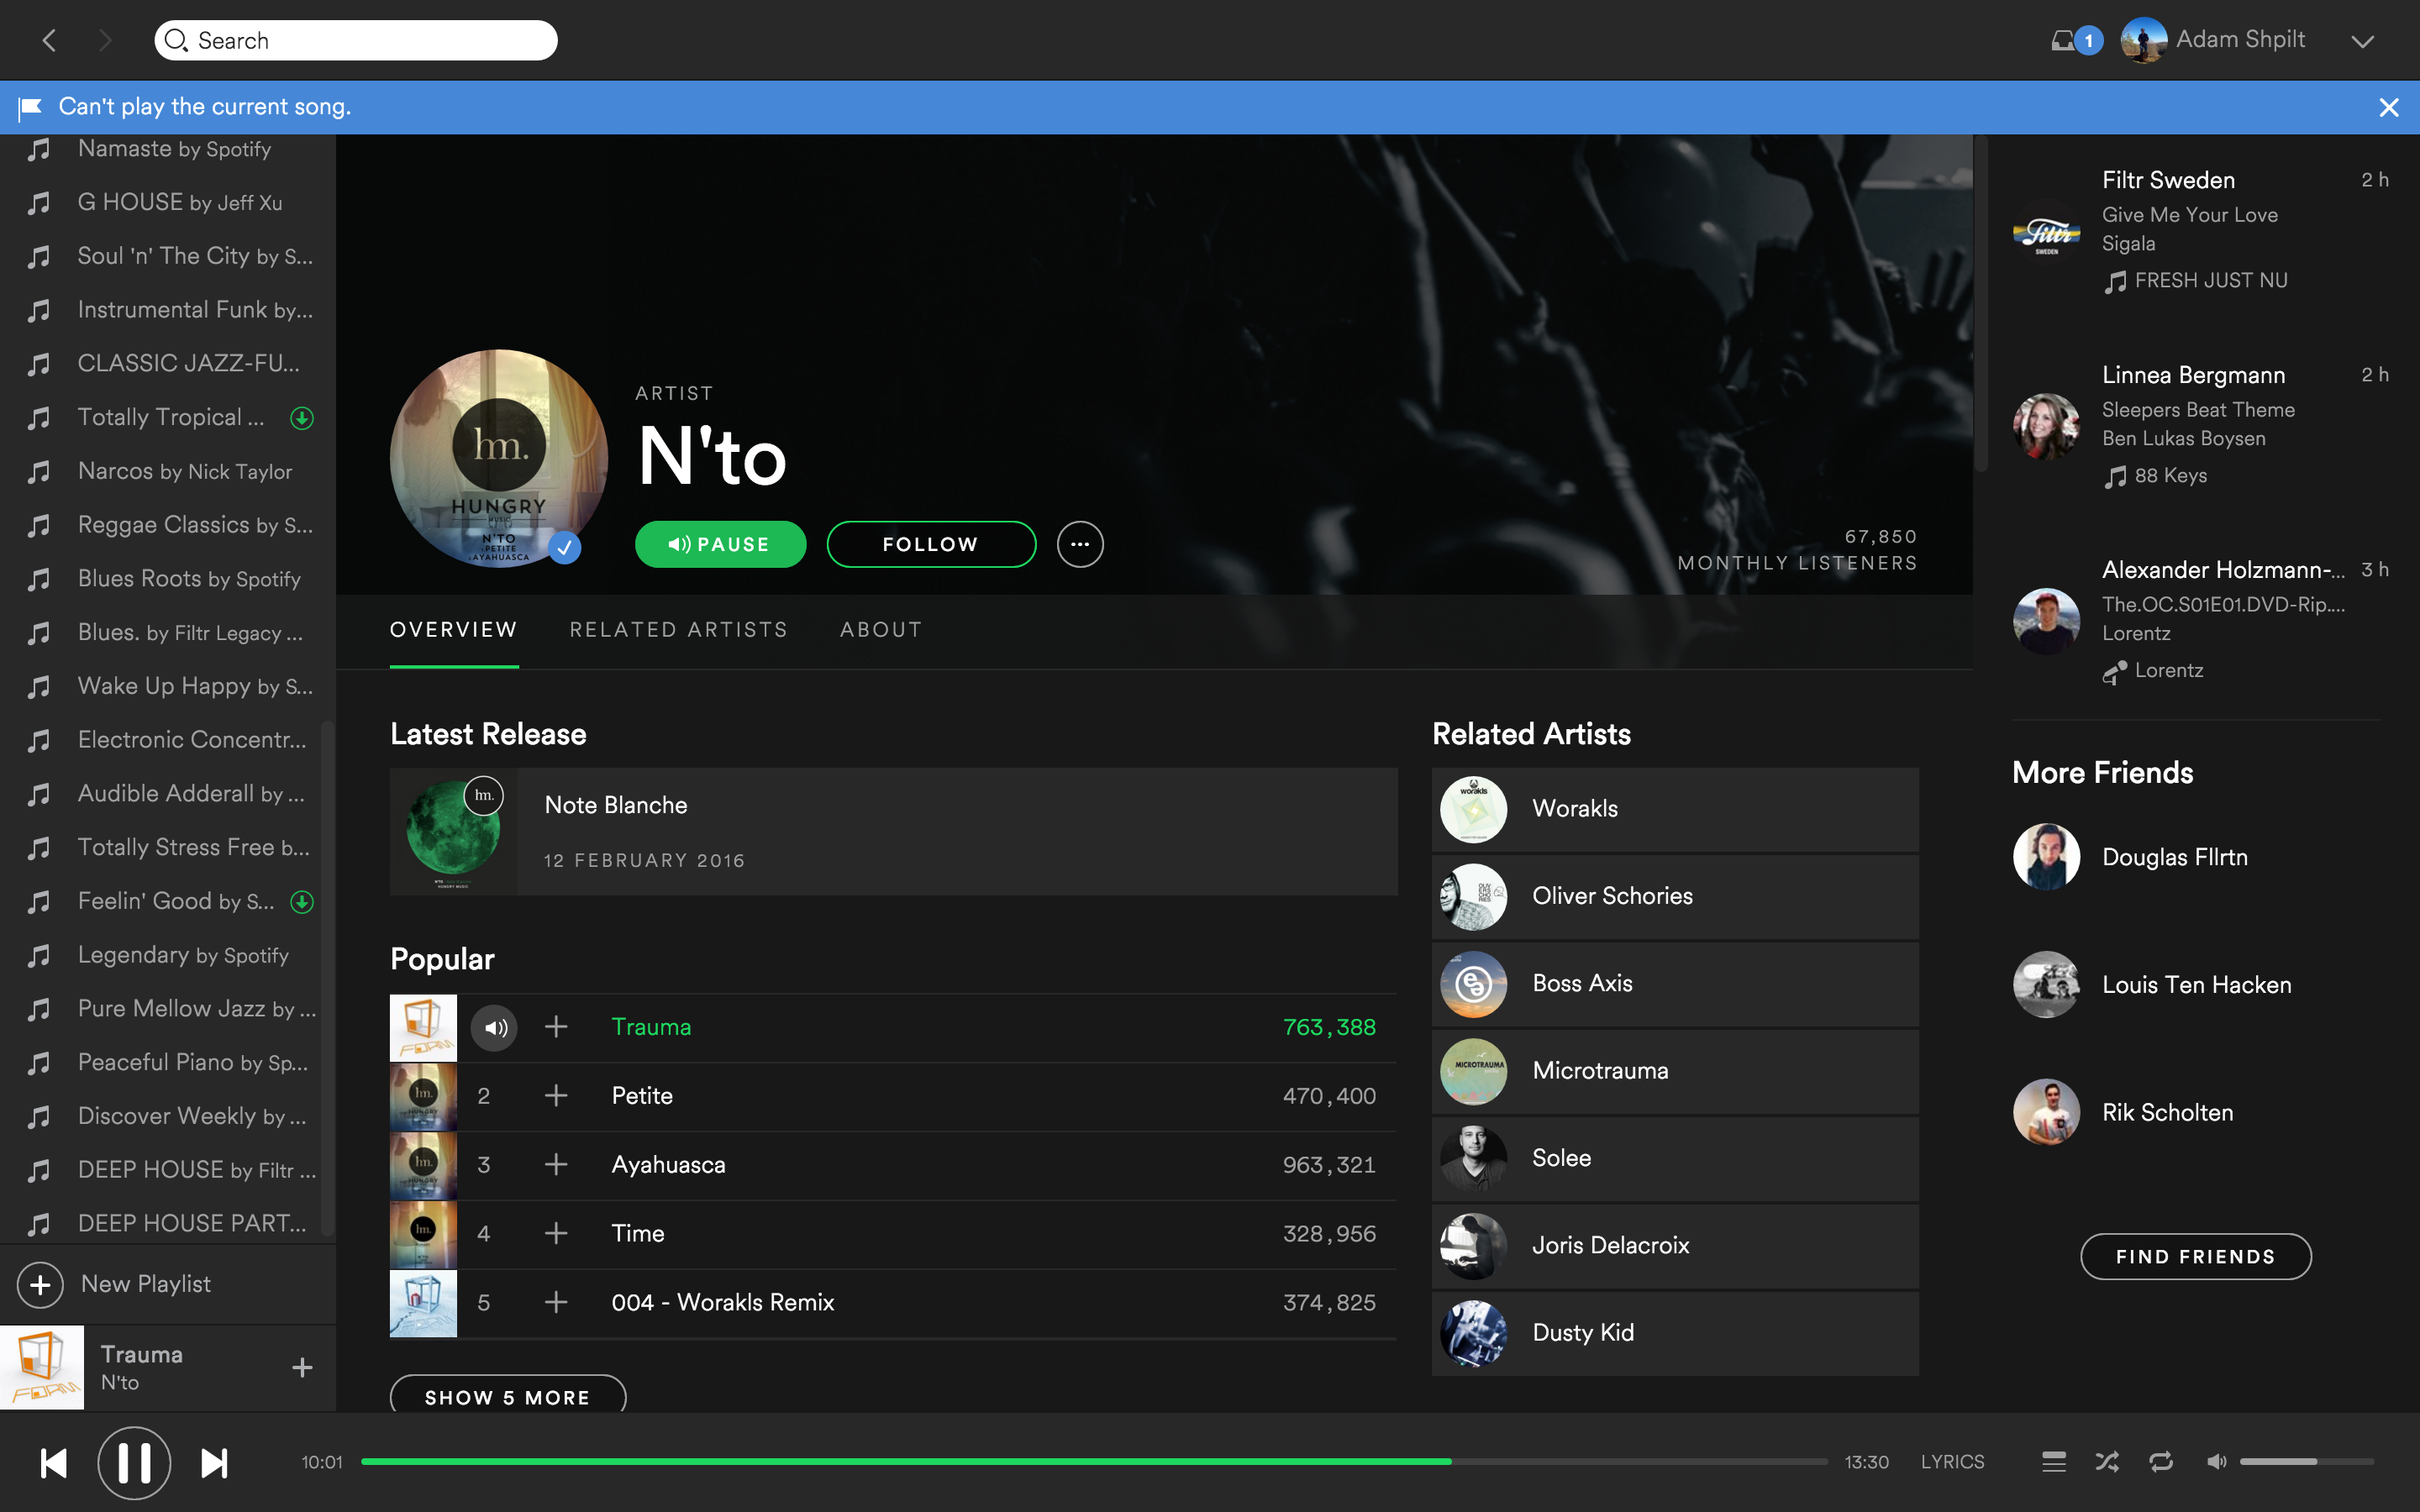 Search
1
Adam Shpilt
Can't play the current song.
Namaste by Spotify
G HOUSE by Jeff Xu
Soul 'n' The City by S...
Instrumental Funk by...
CLASSIC JAZZ-FU...
Totally Tropical ...
Narcos by Nick Taylor
Reggae Classics by S...
Blues Roots by Spotify
Blues. by Filtr Legacy ...
Wake Up Happy by S...
Electronic Concentr...
Audible Adderall by ...
Totally Stress Free b...
Feelin' Good by S...
Legendary by Spotify
Pure Mellow Jazz by ...
Peaceful Piano by Sp...
Discover Weekly by ...
DEEP HOUSE by Filtr ...
DEEP HOUSE PART...
New Playlist
Trauma
N'to
hm.
HUNGRY
MUSIC
N'TO
PETITE
AYAHUASCA
ARTIST
N'to
PAUSE
FOLLOW
67,850
MONTHLY LISTENERS
OVERVIEW
RELATED ARTISTS
ABOUT
Latest Release
hm.
Note Blanche
12 FEBRUARY 2016
Popular
FORM
Trauma
763,388
hm.
2
Petite
470,400
hm.
3
Ayahuasca
963,321
hm.
4
Time
328,956
5
004 - Worakls Remix
374,825
SHOW 5 MORE
Related Artists
worakls
Worakls
Oliver Schories
Boss Axis
MICROTRAUMA
Microtrauma
Solee
Joris Delacroix
Dusty Kid
Filtr
SWEDEN
Filtr Sweden
2 h
Give Me Your Love
Sigala
FRESH JUST NU
Linnea Bergmann
2 h
Sleepers Beat Theme
Ben Lukas Boysen
88 Keys
Alexander Holzmann-...
3 h
The.OC.S01E01.DVD-Rip....
Lorentz
Lorentz
More Friends
Douglas Fllrtn
Louis Ten Hacken
Rik Scholten
FIND FRIENDS
FORM
10:01
13:30
LYRICS